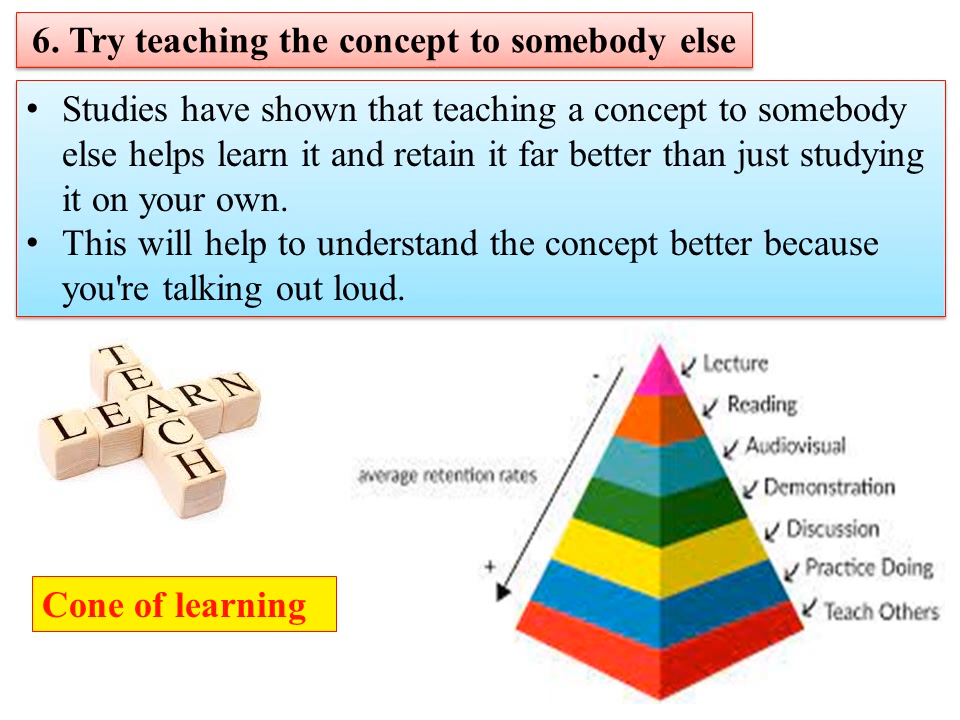 6. Try teaching the concept to somebody else
• Studies have shown that teaching a concept to somebody
else helps learn it and retain it far better than just studying
it on your own.
• This will help to understand the concept better because
you're talking out loud.
TEACH
LEARN
-
Lecture
Reading
Audiovisual
average retention rates
Demonstration
Discussion
+
Practice Doing
Teach Others
Cone of learning